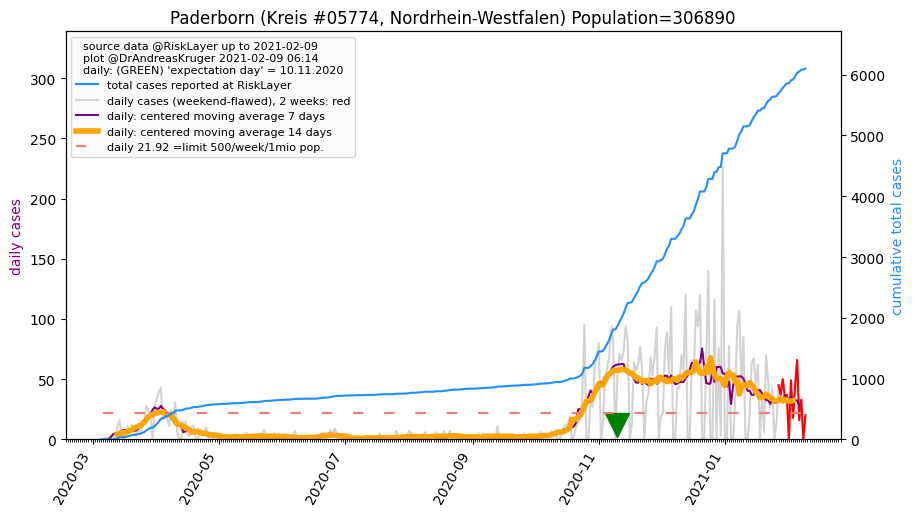 Paderborn (Kreis #05774, Nordrhein-Westfalen) Population=306890
source data @RiskLayer up to 2021-02-09
plot @DrAndreasKruger 2021-02-09 06:14
daily: (GREEN) 'expectation day' = 10.11.2020
total cases reported at RiskLayer
daily cases (weekend-flawed), 2 weeks: red
daily: centered moving average 7 days
daily: centered moving average 14 days
daily 21.92 =limit 500/week/1mio pop.
daily cases
300
250
200
150
100
50
0
6000
5000
4000
3000
2000
1000
0
cumulative total cases
2020-03
2020-05
2020-07
2020-09
2020-11
2021-01